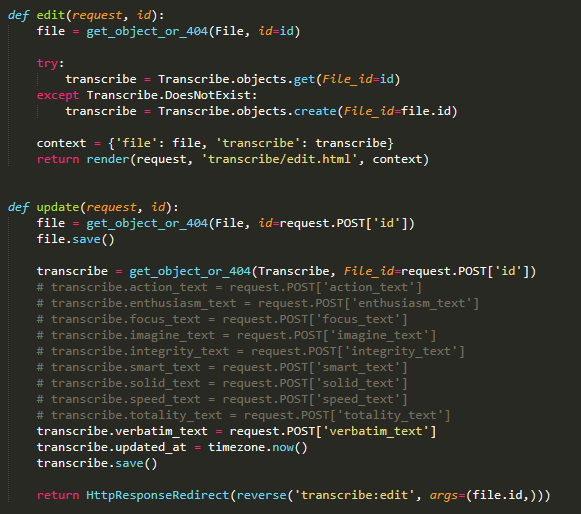 def edit(request, id):
    file = get_object_or_404(File, id=id)

    try:
        transcribe = Transcribe.objects.get(File_id=id)
    except Transcribe.DoesNotExist:
        transcribe = Transcribe.objects.create(File_id=file.id)

    context = {'file': file, 'transcribe': transcribe}
    return render(request, 'transcribe/edit.html', context)


def update(request, id):
    file = get_object_or_404(File, id=request.POST['id'])
    file.save()

    transcribe = get_object_or_404(Transcribe, File_id=request.POST['id'])
    # transcribe.action_text = request.POST['action_text']
    # transcribe.enthusiasm_text = request.POST['enthusiasm_text']
    # transcribe.focus_text = request.POST['focus_text']
    # transcribe.imagine_text = request.POST['imagine_text']
    # transcribe.integrity_text = request.POST['integrity_text']
    # transcribe.smart_text = request.POST['smart_text']
    # transcribe.solid_text = request.POST['solid_text']
    # transcribe.speed_text = request.POST['speed_text']
    # transcribe.totality_text = request.POST['totality_text']
    transcribe.verbatim_text = request.POST['verbatim_text']
    transcribe.updated_at = timezone.now()
    transcribe.save()

    return HttpResponseRedirect(reverse('transcribe:edit', args=(file.id,)))